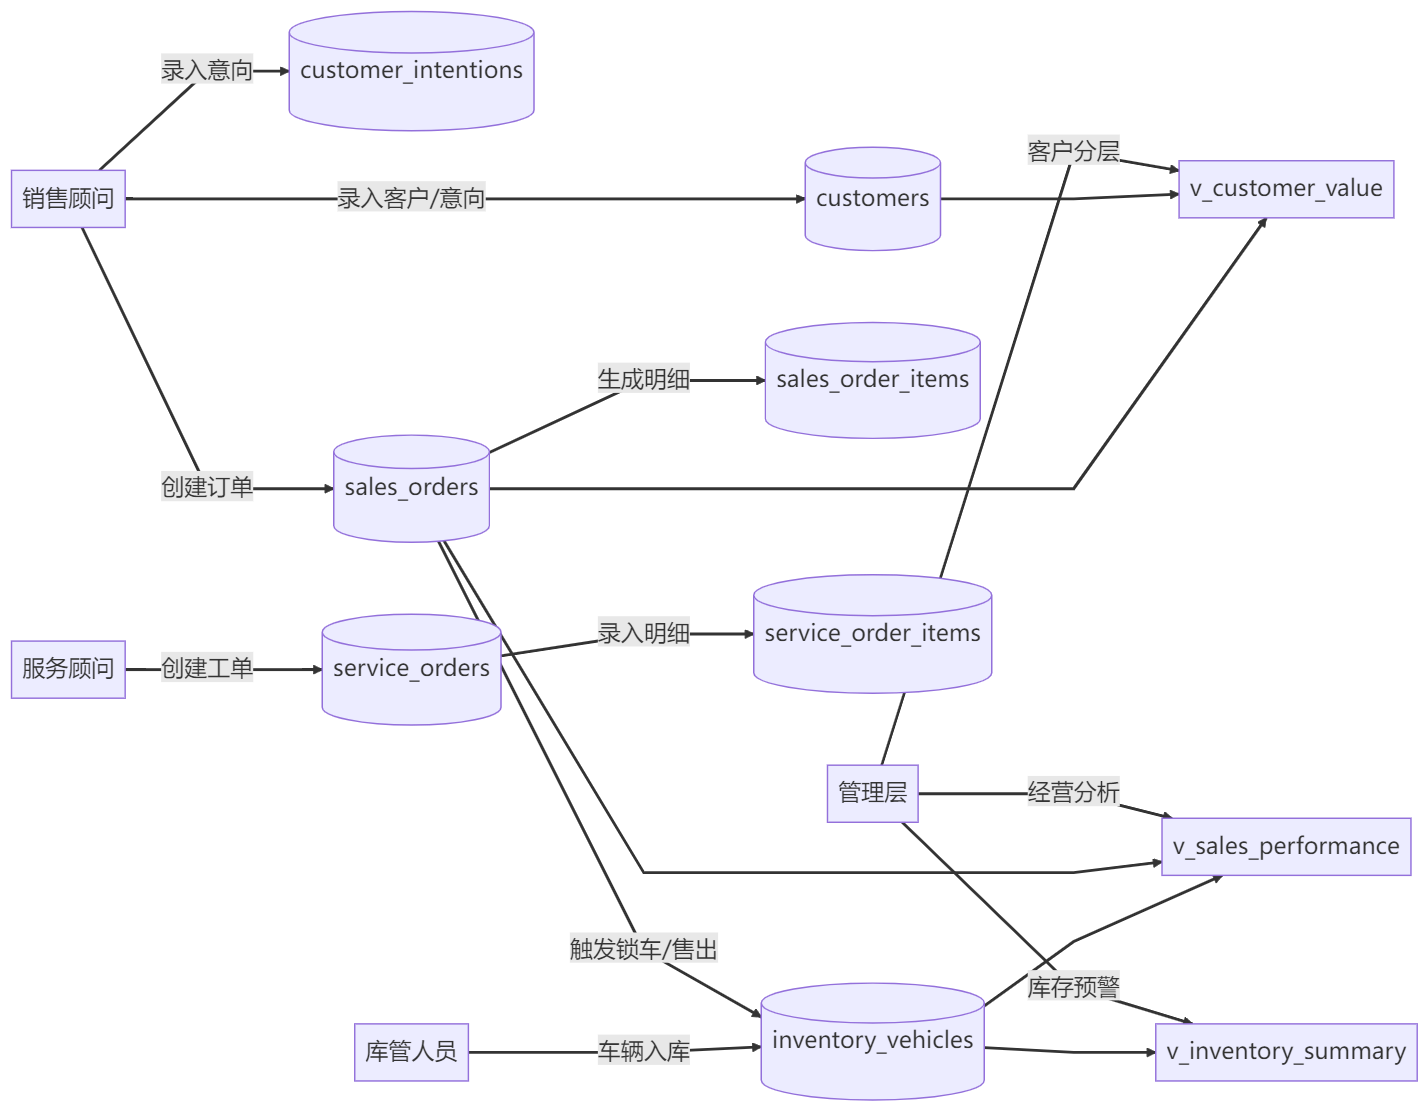 录入意向
customer_intentions
客户分层
销售顾问
录入客户/意向
customers
v_customer_value
生成明细
sales_order_items
创建订单
sales_orders
录入明细
service_order_items
服务顾问
创建工单
service_orders
管理层
经营分析
v_sales_performance
触发锁车/售出
库存预警
库管人员
车辆入库
inventory_vehicles
v_inventory_summary